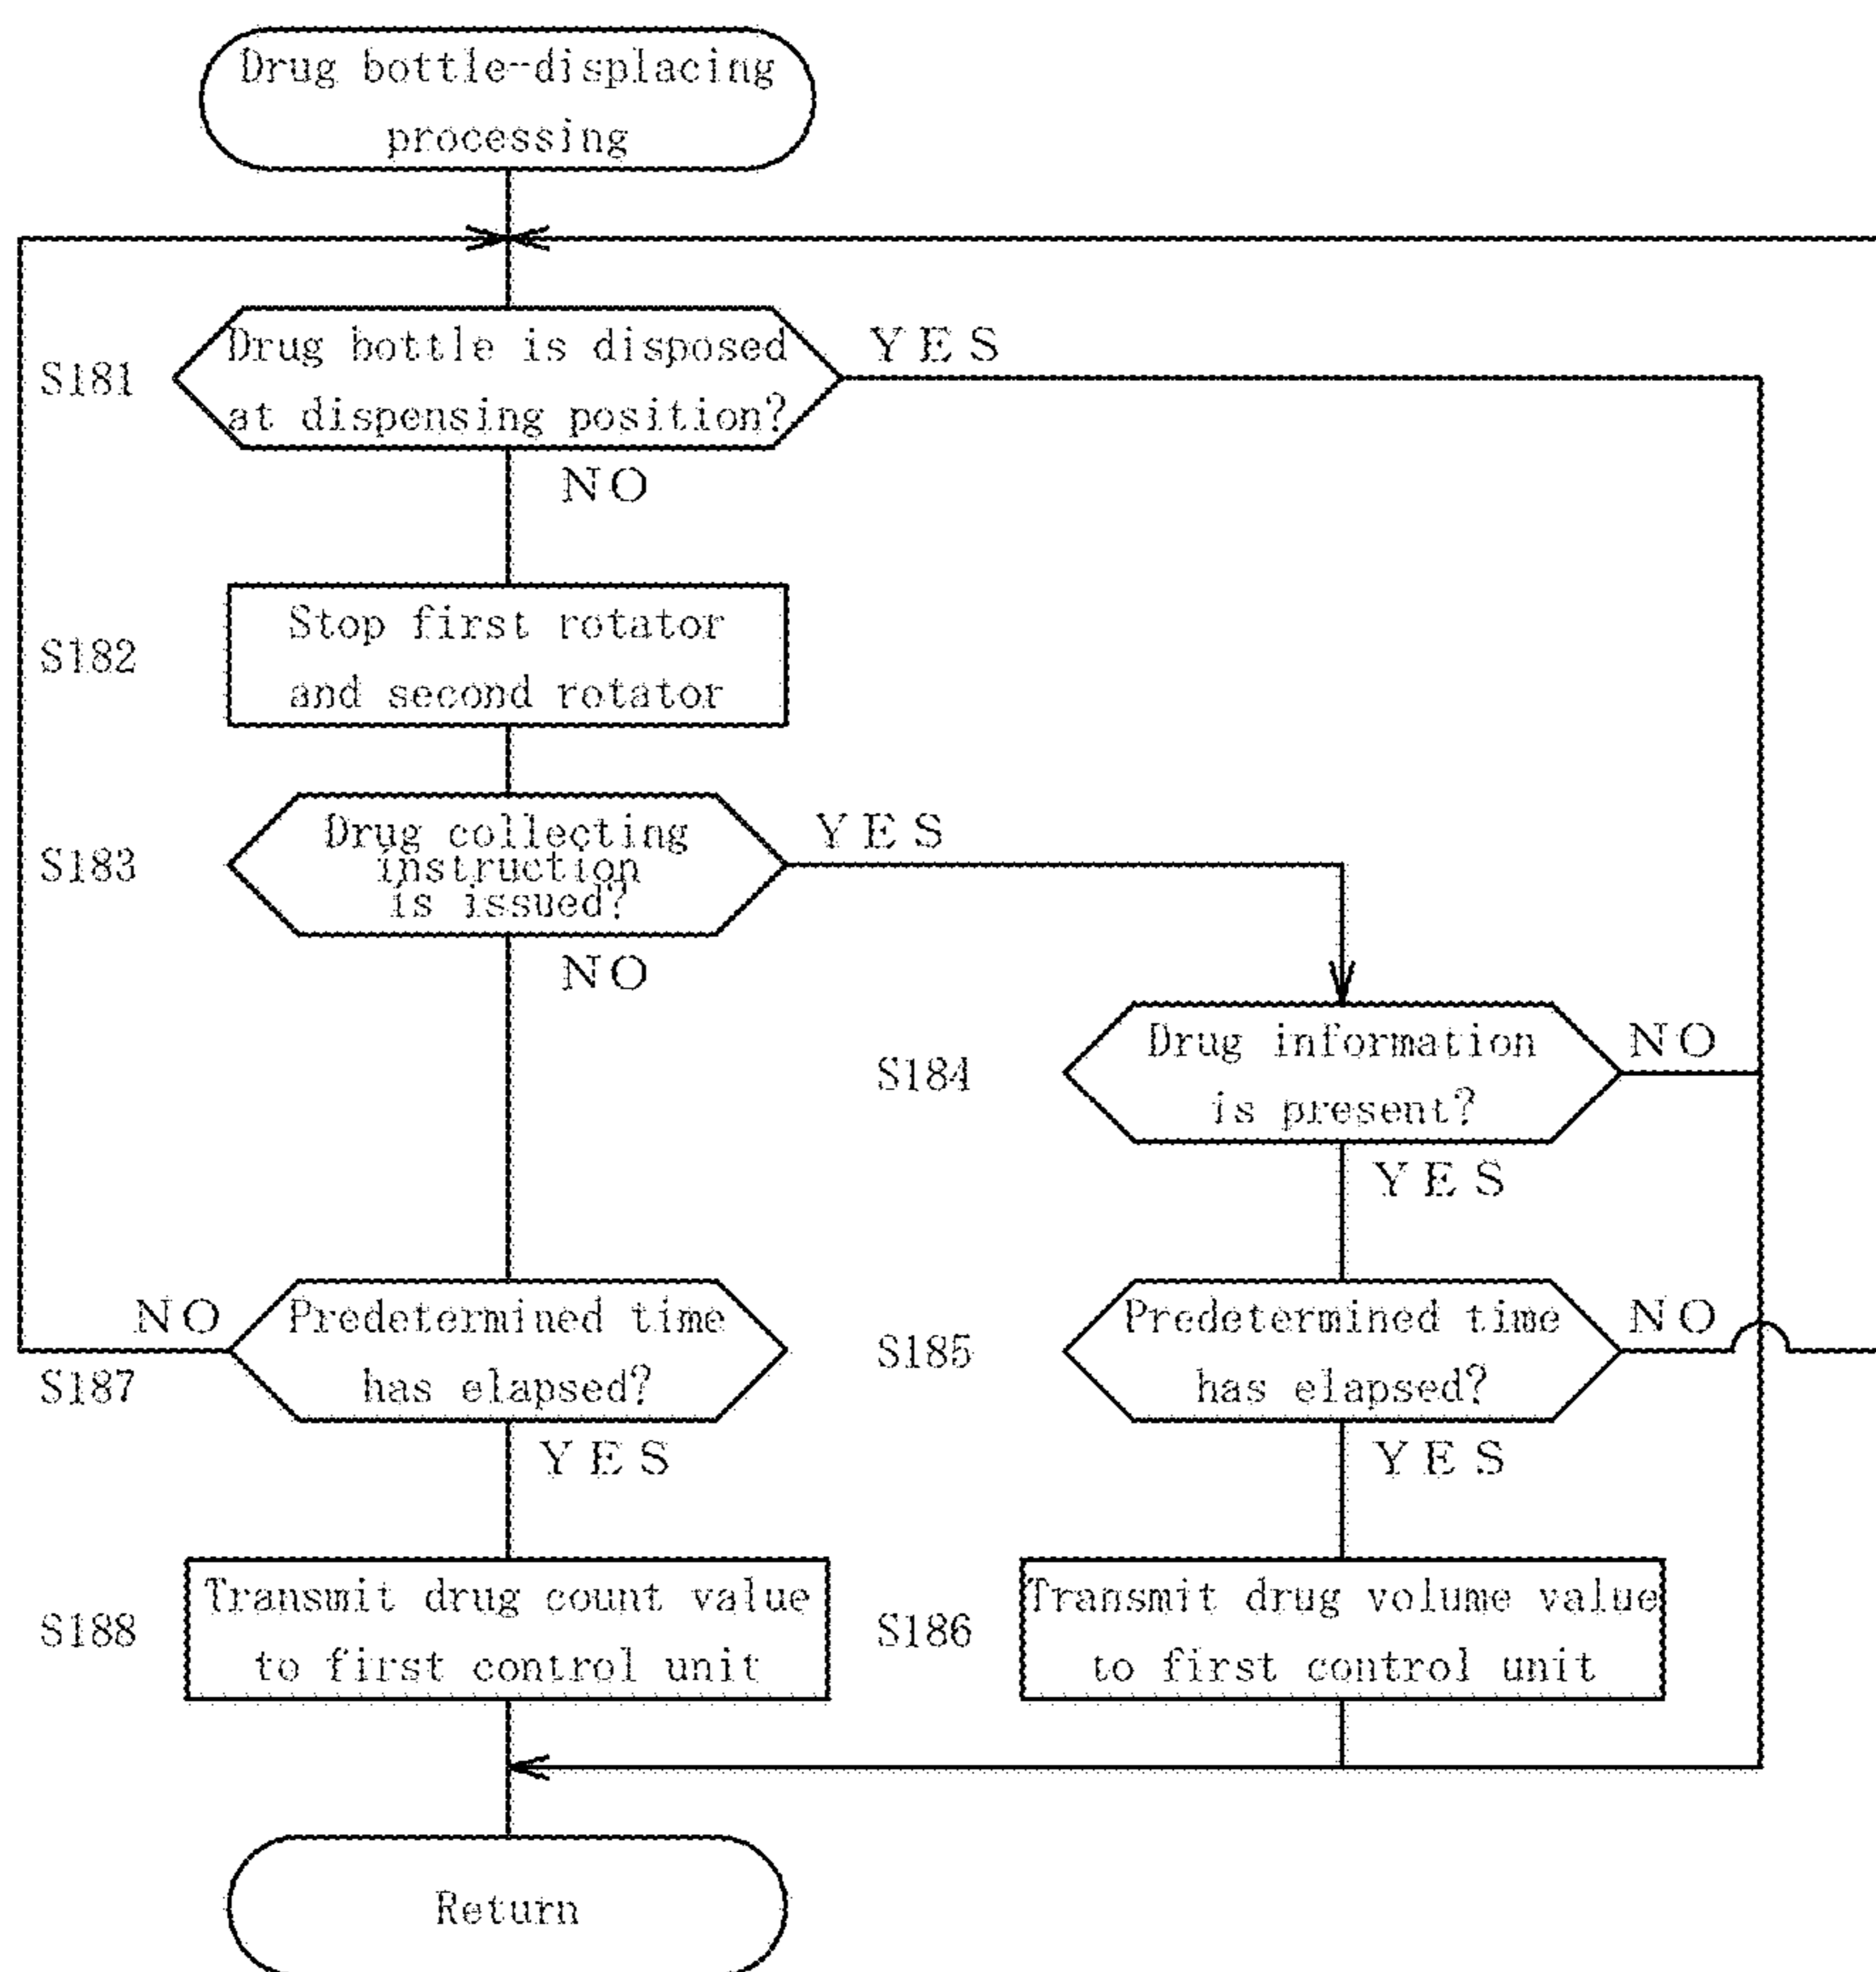 Drug bottle-displacing
processing
S181
Drug bottle is disposed
at dispensing position?
YES
NO
S182
Stop first rotator
and second rotator
S183
Drug collecting
instruction
is issued?
YES
NO
S184
Drug information
is present?
NO
YES
NO
S187
Predetermined time
has elapsed?
YES
S185
Predetermined time
has elapsed?
NO
YES
S188
Transmit drug count value
to first control unit
S186
Transmit drug volume value
to first control unit
Return